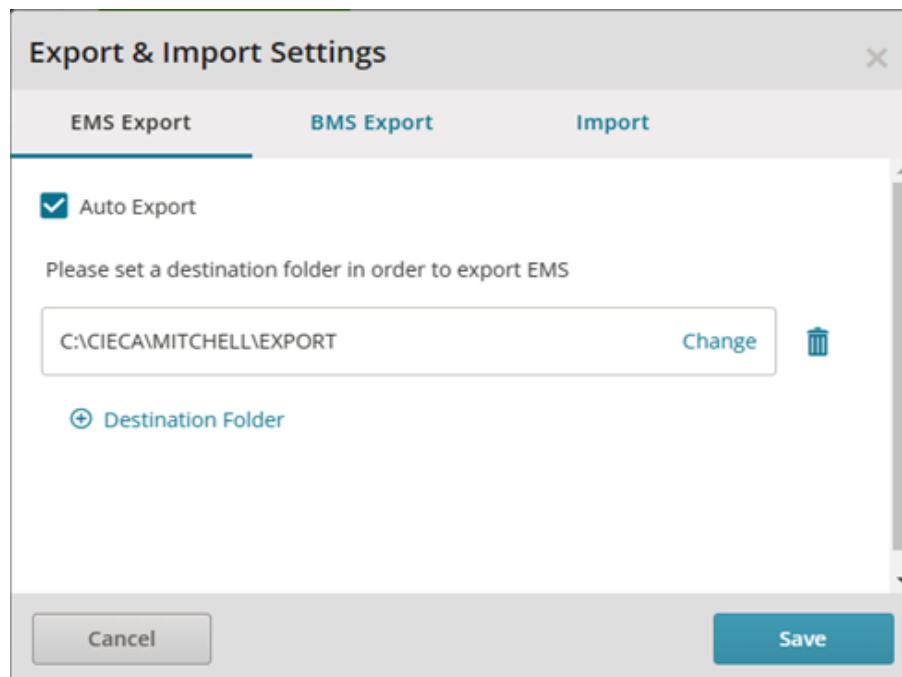 Export & Import Settings
EMS Export BMS Export Import
Auto Export
Please set a destination folder in order to export EMS
C:\CIECA\MITCHELL\EXPORT Change
Destination Folder
Cancel Save